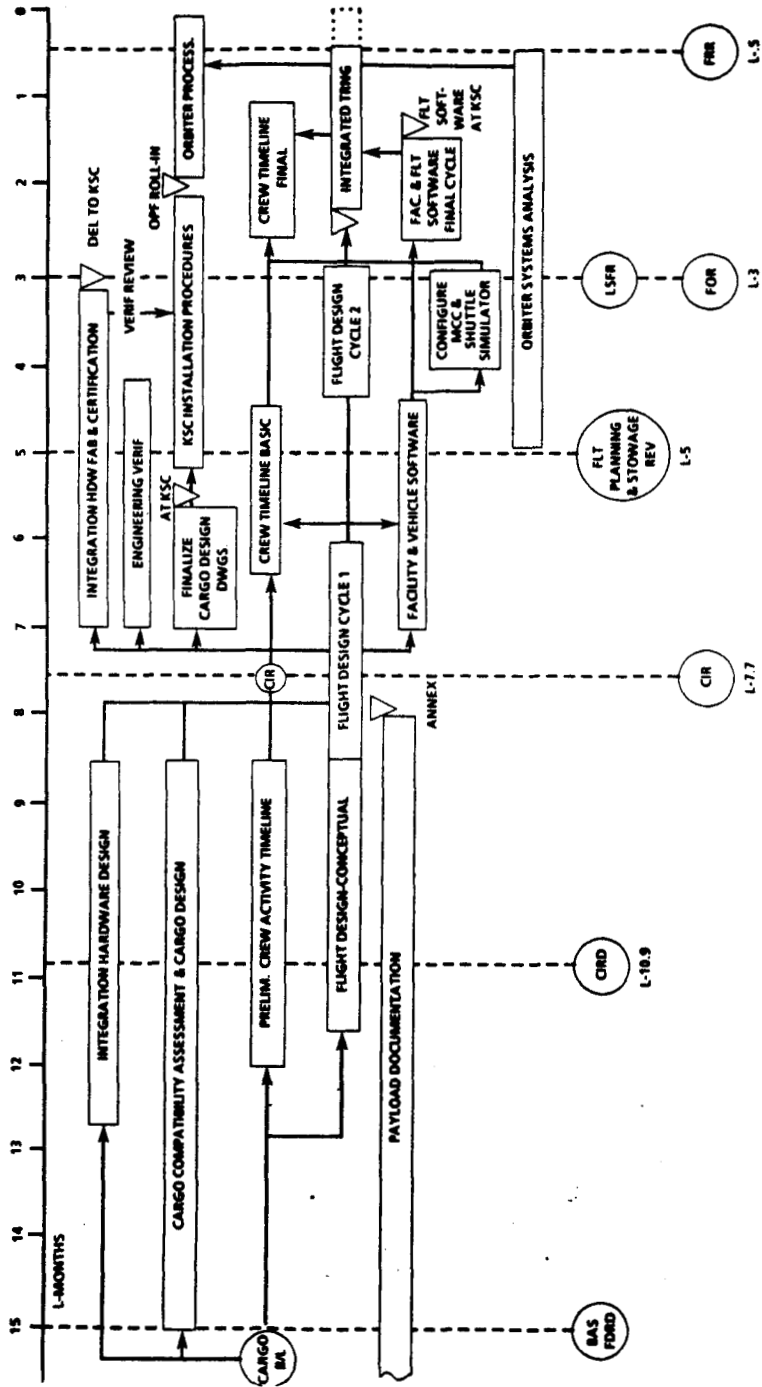 15
14
13
12
11
10
9
8
7
6
5
4
3
2
1
0
L-MONTHS
INTEGRATION HARDWARE DESIGN
INTEGRATION HDW FAB & CERTIFICATION
DEL TO KSC
ENGINEERING VERIF
VERIF REVIEW
CARGO COMPATIBILITY ASSESSMENT & CARGO DESIGN
FINALIZE
CARGO DESIGN
DWGS
AT KSC
KSC INSTALLATION PROCEDURES
OPF ROLL-IN
ORBITER PROCESS.
CARGO
B/L
PRELIM. CREW ACTIVITY TIMELINE
CIR
CREW TIMELINE BASIC
CREW TIMELINE
FINAL
FLIGHT DESIGN-CONCEPTUAL
FLIGHT DESIGN CYCLE 1
FLIGHT DESIGN
CYCLE 2
INTEGRATED TRNG
PAYLOAD DOCUMENTATION
ANNEX
FACILITY & VEHICLE SOFTWARE
CONFIGURE
MCC &
SHUTTLE
SIMULATOR
FAC. & FLT
SOFTWARE
FINAL CYCLE
FLT
SOFT-
WARE
AT KSC
ORBITER SYSTEMS ANALYSIS
BAS
FDRD
CIRD
L-10.9
CIR
L-7.7
FLT
PLANNING
& STOWAGE
REV
L-5
LSFR
FOR
L-3
FRR
L-.5